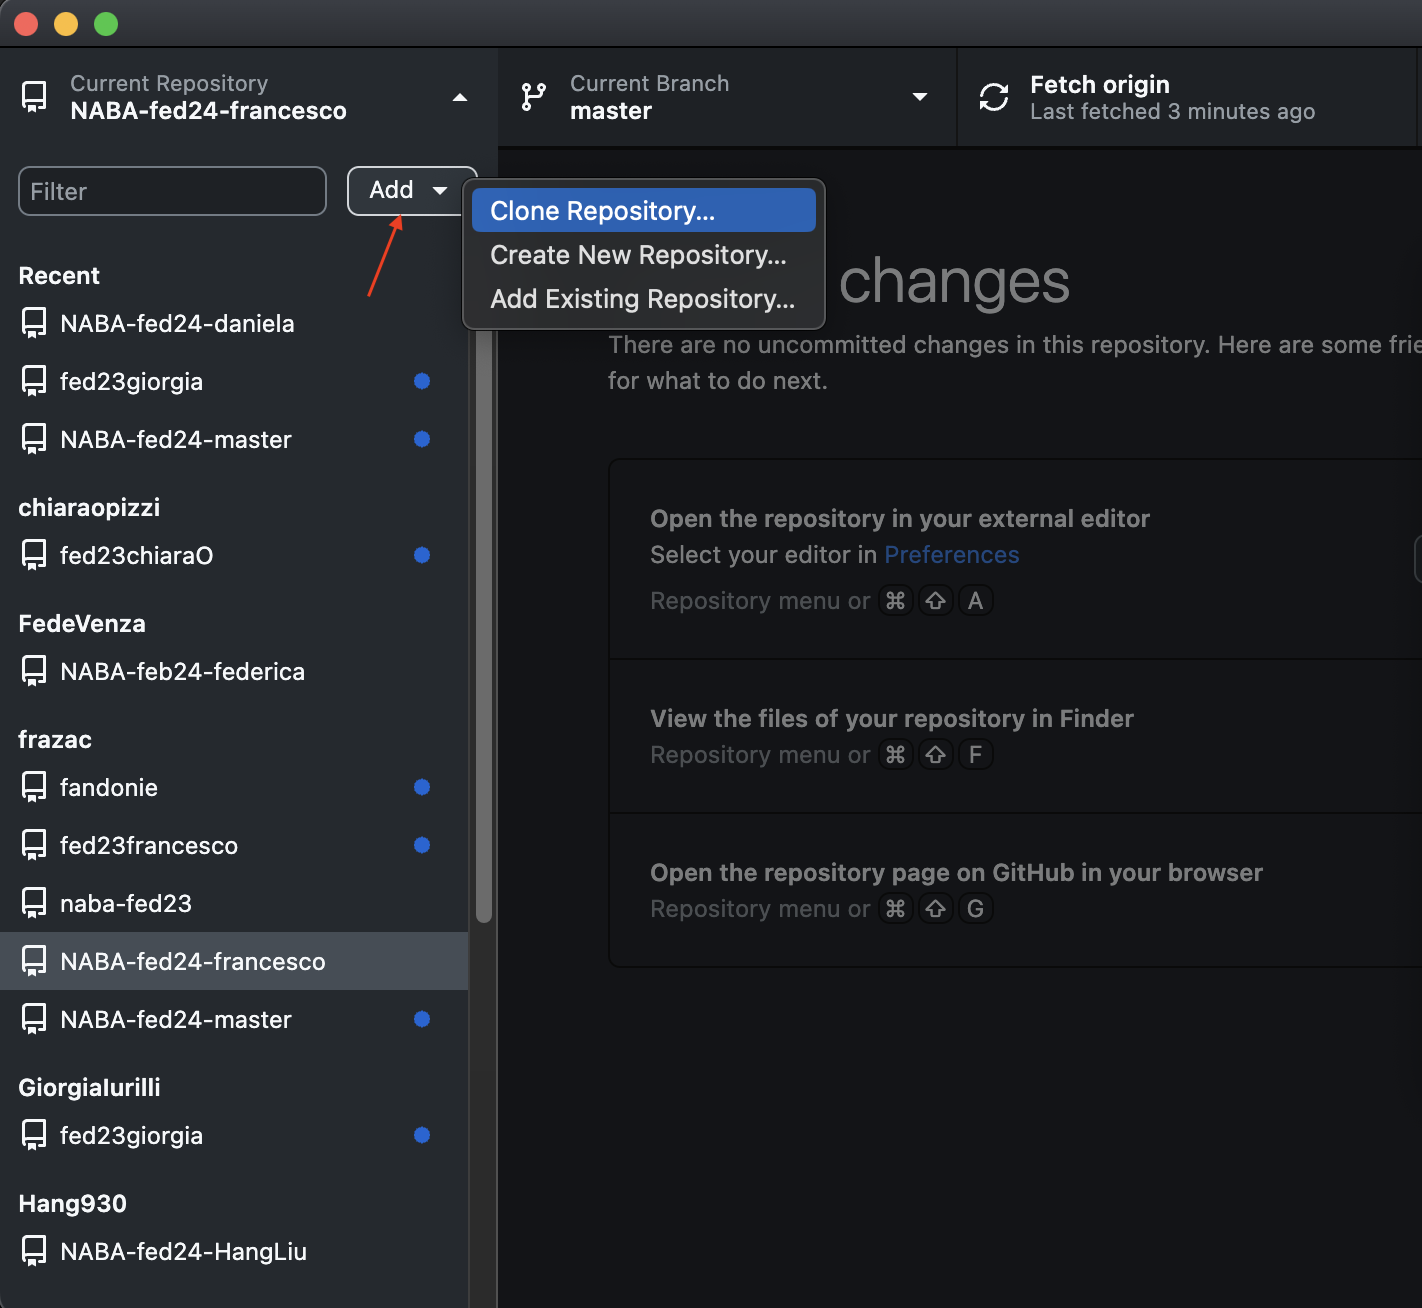 Current Repository
NABA-fed24-francesco
Current Branch
master
Fetch origin
Last fetched 3 minutes ago
Filter
Add
Clone Repository...
Create New Repository...
Add Existing Repository...
Recent
NABA-fed24-daniela
fed23giorgia
NABA-fed24-master
chiaraopizzi
fed23chiaraO
FedeVenza
NABA-feb24-federica
frazac
fandonie
fed23francesco
naba-fed23
NABA-fed24-francesco
NABA-fed24-master
GiorgiaIurilli
fed23giorgia
Hang930
NABA-fed24-HangLiu
changes
There are no uncommitted changes in this repository. Here are some
for what to do next.
Open the repository in your external editor
Select your editor in Preferences
Repository menu or ⌘ ⇧ A
View the files of your repository in Finder
Repository menu or ⌘ ⇧ F
Open the repository page on GitHub in your browser
Repository menu or ⌘ ⇧ G